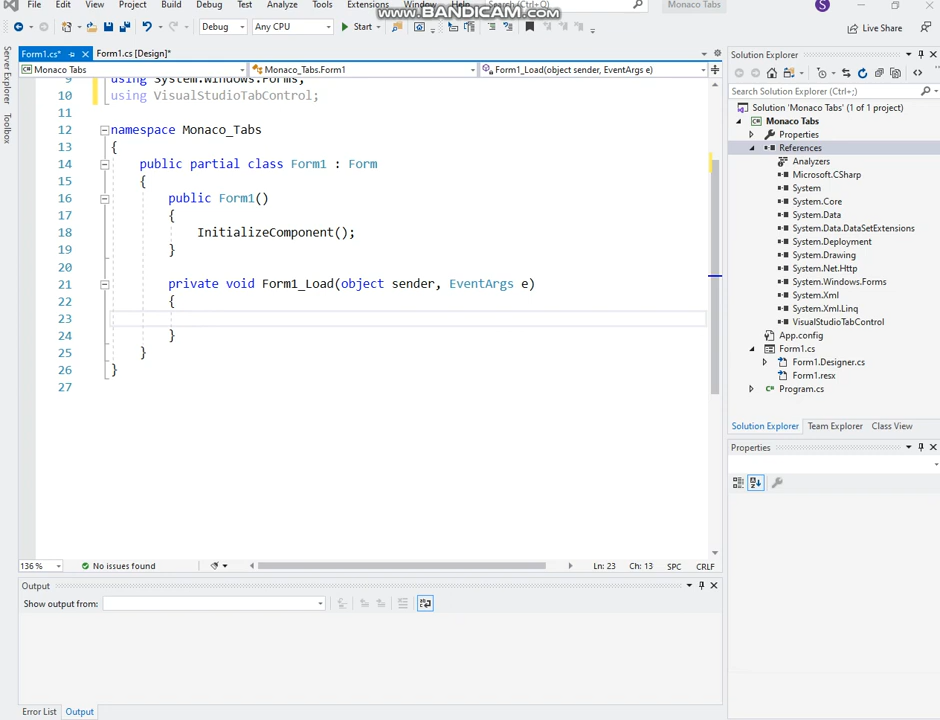 File Edit View Project Build Debug Test Analyze Tools Extensions Window Help Search (Ctrl+;) Monaco Tabs S
www.BANDICAM.com
Debug Any CPU Start Live Share
Server Explorer
Toolbox
Form1.cs* Form1.cs [Design]*
Monaco Tabs Monaco_Tabs.Form1 Form1_Load(object sender, EventArgs e)
9 using System.Windows.Forms;
10 using VisualStudioTabControl;
11
12 namespace Monaco_Tabs
13 {
14 public partial class Form1 : Form
15 {
16 public Form1()
17 {
18 InitializeComponent();
19 }
20
21 private void Form1_Load(object sender, EventArgs e)
22 {
23
24 }
25 }
26 }
27
136 % No issues found Ln: 23 Ch: 13 SPC CRLF
Output
Show output from:
Error List Output
Solution Explorer
Search Solution Explorer (Ctrl+;)
Solution 'Monaco Tabs' (1 of 1 project)
Monaco Tabs
Properties
References
Analyzers
Microsoft.CSharp
System
System.Core
System.Data
System.Data.DataSetExtensions
System.Deployment
System.Drawing
System.Net.Http
System.Windows.Forms
System.Xml
System.Xml.Linq
VisualStudioTabControl
App.config
Form1.cs
Form1.Designer.cs
Form1.resx
Program.cs
Solution Explorer Team Explorer Class View
Properties